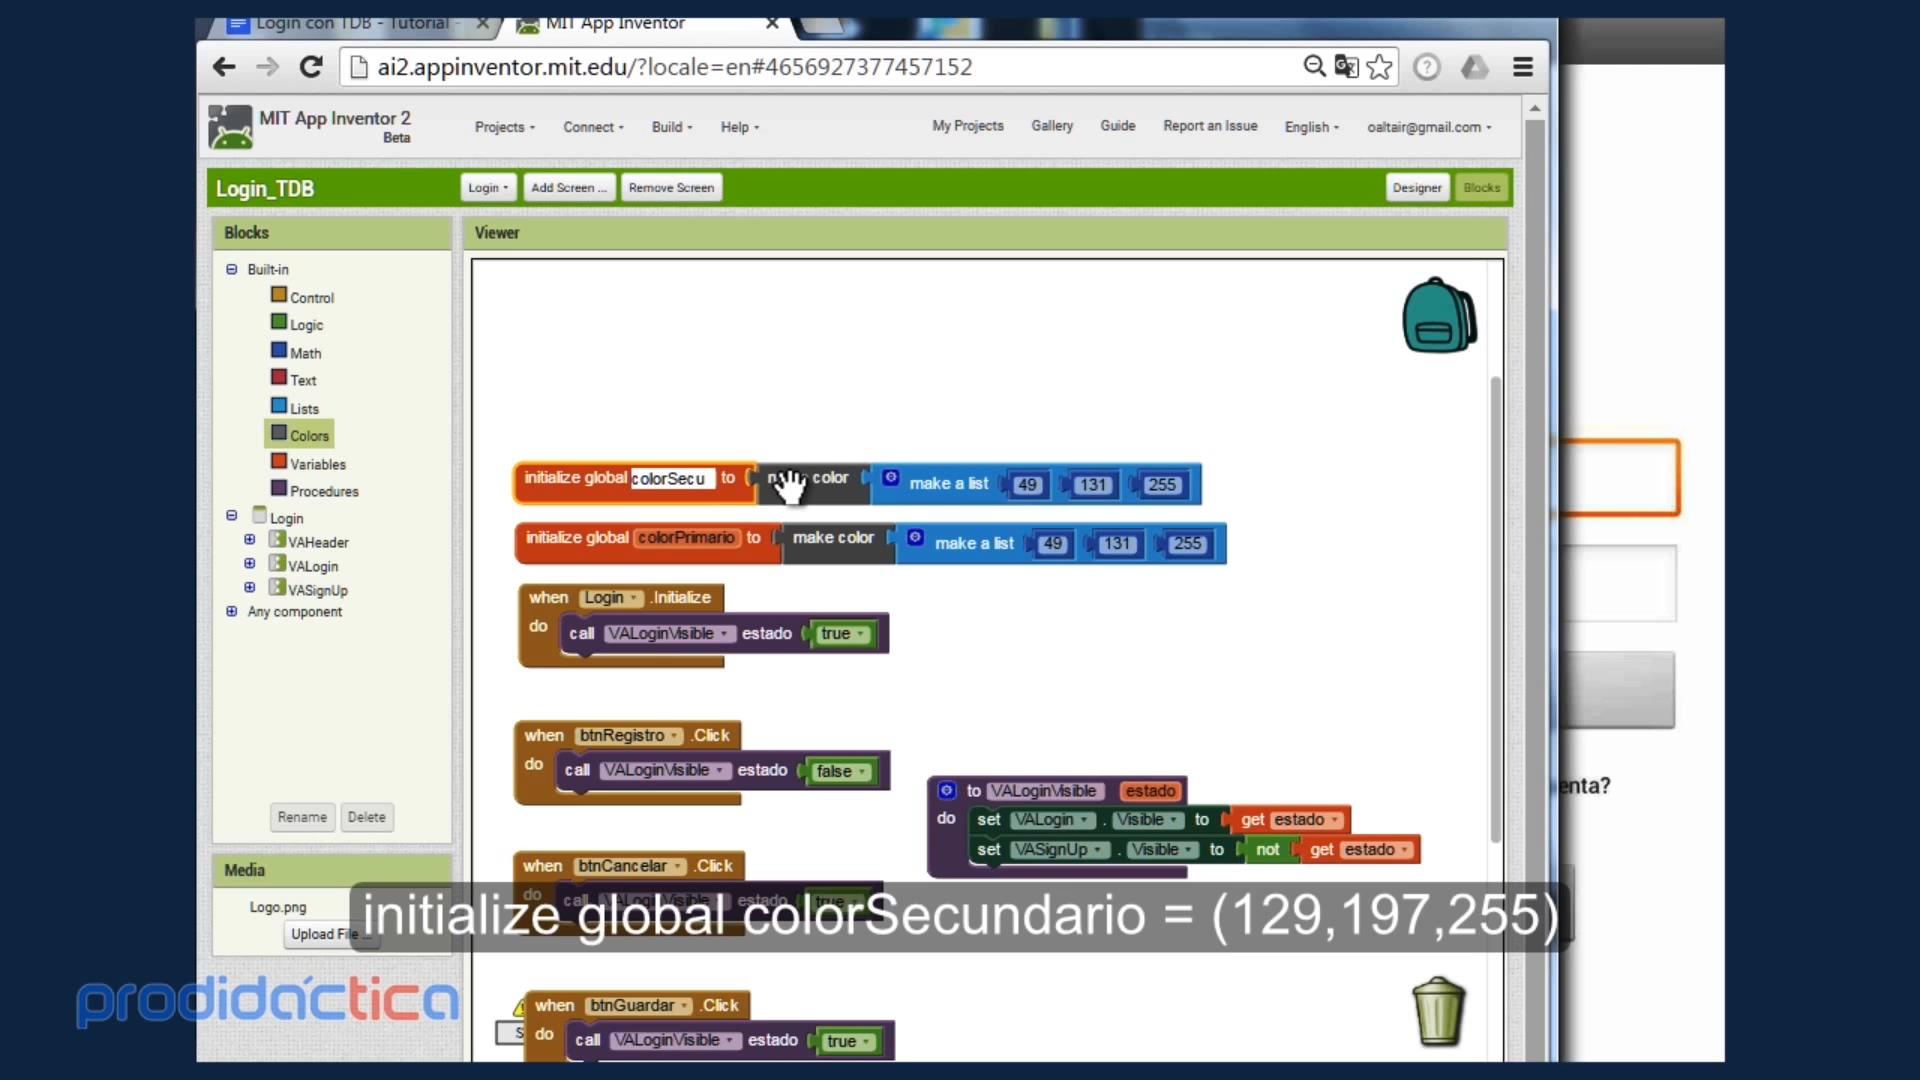 Login con TDB - Tutorial -
MIT App Inventor
ai2.appinventor.mit.edu/?locale=en#4656927377457152
MIT App Inventor 2
Beta
Projects
Connect
Build
Help
My Projects
Gallery
Guide
Report an Issue
English
oaltair@gmail.com
Login_TDB
Login
Add Screen ...
Remove Screen
Designer
Blocks
Blocks
Viewer
Built-in
Control
Logic
Math
Text
Lists
Colors
Variables
Procedures
Login
VAHeader
VALogin
VASignUp
Any component
Rename
Delete
Media
Logo.png
Upload File ...
initialize global colorSecu to color make a list 49 131 255
initialize global colorPrimario to make color make a list 49 131 255
when Login .Initialize
do call VALoginVisible estado true
when btnRegistro .Click
do call VALoginVisible estado false
to VALoginVisible estado
do set VALogin . Visible to get estado
set VASignUp . Visible to not get estado
when btnCancelar .Click
do call VALoginVisible estado true
initialize global colorSecundario = (129,197,255)
when btnGuardar .Click
do call VALoginVisible estado true
enta?
prodidáctica